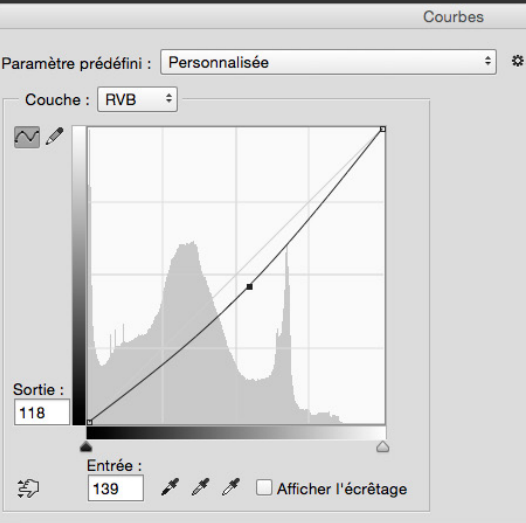 Courbes
Paramètre prédéfini : Personnalisée
Couche : RVB
Sortie :
118
Entrée :
139
Afficher l'écrêtage